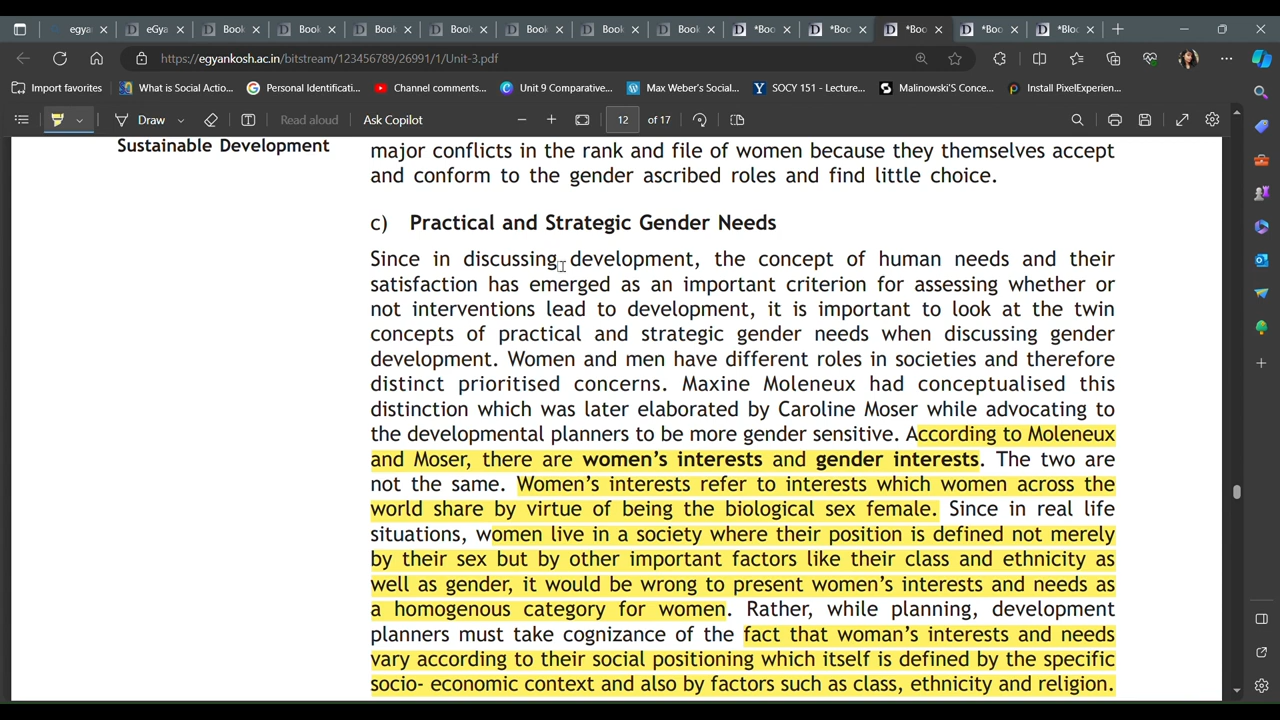 egya
eGya
Book
Book
Book
Book
Book
Book
Book
*Boo
*Boo
*Boo
*Boo
*Bloc
https://egyankosh.ac.in/bitstream/123456789/26991/1/Unit-3.pdf
Import favorites
What is Social Actio...
Personal Identificati...
Channel comments...
Unit 9 Comparative...
Max Weber's Social...
SOCY 151 - Lecture...
Malinowski'S Conce...
Install PixelExperien...
Draw
Read aloud
Ask Copilot
12 of 17
Sustainable Development
major conflicts in the rank and file of women because they themselves accept
and conform to the gender ascribed roles and find little choice.
c) Practical and Strategic Gender Needs
Since in discussing development, the concept of human needs and their
satisfaction has emerged as an important criterion for assessing whether or
not interventions lead to development, it is important to look at the twin
concepts of practical and strategic gender needs when discussing gender
development. Women and men have different roles in societies and therefore
distinct prioritised concerns. Maxine Moleneux had conceptualised this
distinction which was later elaborated by Caroline Moser while advocating to
the developmental planners to be more gender sensitive. According to Moleneux
and Moser, there are women's interests and gender interests. The two are
not the same. Women's interests refer to interests which women across the
world share by virtue of being the biological sex female. Since in real life
situations, women live in a society where their position is defined not merely
by their sex but by other important factors like their class and ethnicity as
well as gender, it would be wrong to present women's interests and needs as
a homogenous category for women. Rather, while planning, development
planners must take cognizance of the fact that woman's interests and needs
vary according to their social positioning which itself is defined by the specific
socio- economic context and also by factors such as class, ethnicity and religion.